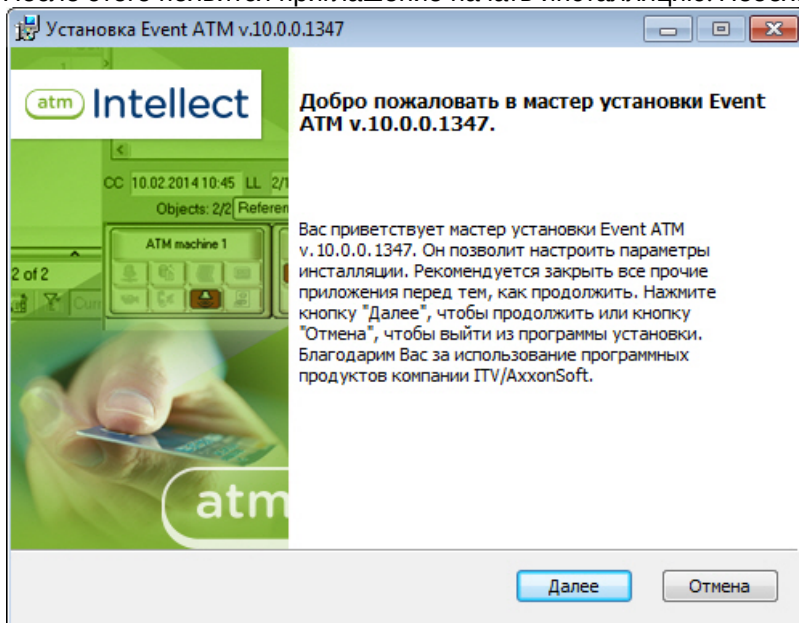 Установка Event ATM v.10.0.0.1347
atm Intellect
CC 10.02.2014 10:45 LL 2/1
Objects: 2/2 Referen
ATM machine 1
2 of 2
atm
Добро пожаловать в мастер установки Event
ATM v.10.0.0.1347.
Вас приветствует мастер установки Event ATM
v.10.0.0.1347. Он позволит настроить параметры
инсталляции. Рекомендуется закрыть все прочие
приложения перед тем, как продолжить. Нажмите
кнопку "Далее", чтобы продолжить или кнопку
"Отмена", чтобы выйти из программы установки.
Благодарим Вас за использование программных
продуктов компании ITV/AxxonSoft.
Далее
Отмена